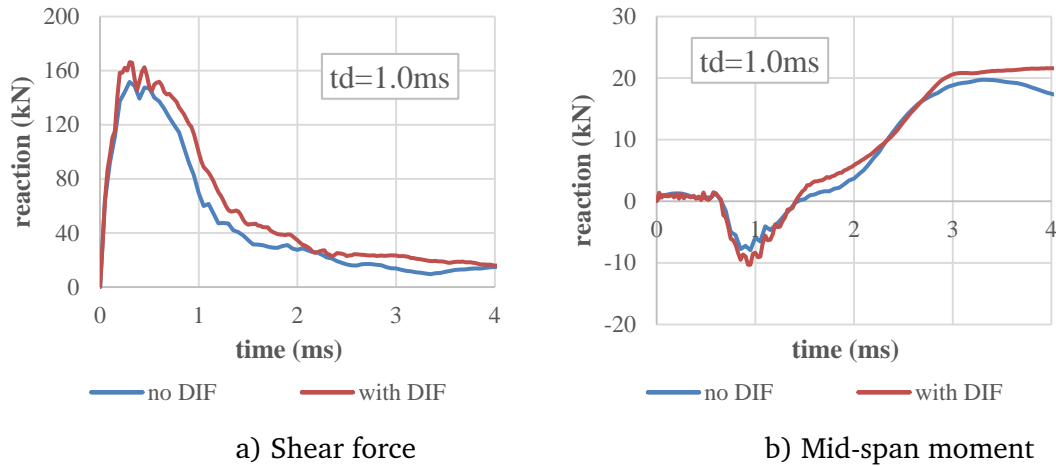 200
160
120
80
40
0
reaction (kN)
td=1.0ms
0 1 2 3 4
time (ms)
no DIF with DIF
a) Shear force
30
20
10
0
-10
-20
reaction (kN)
td=1.0ms
0 1 2 3 4
time (ms)
no DIF with DIF
b) Mid-span moment